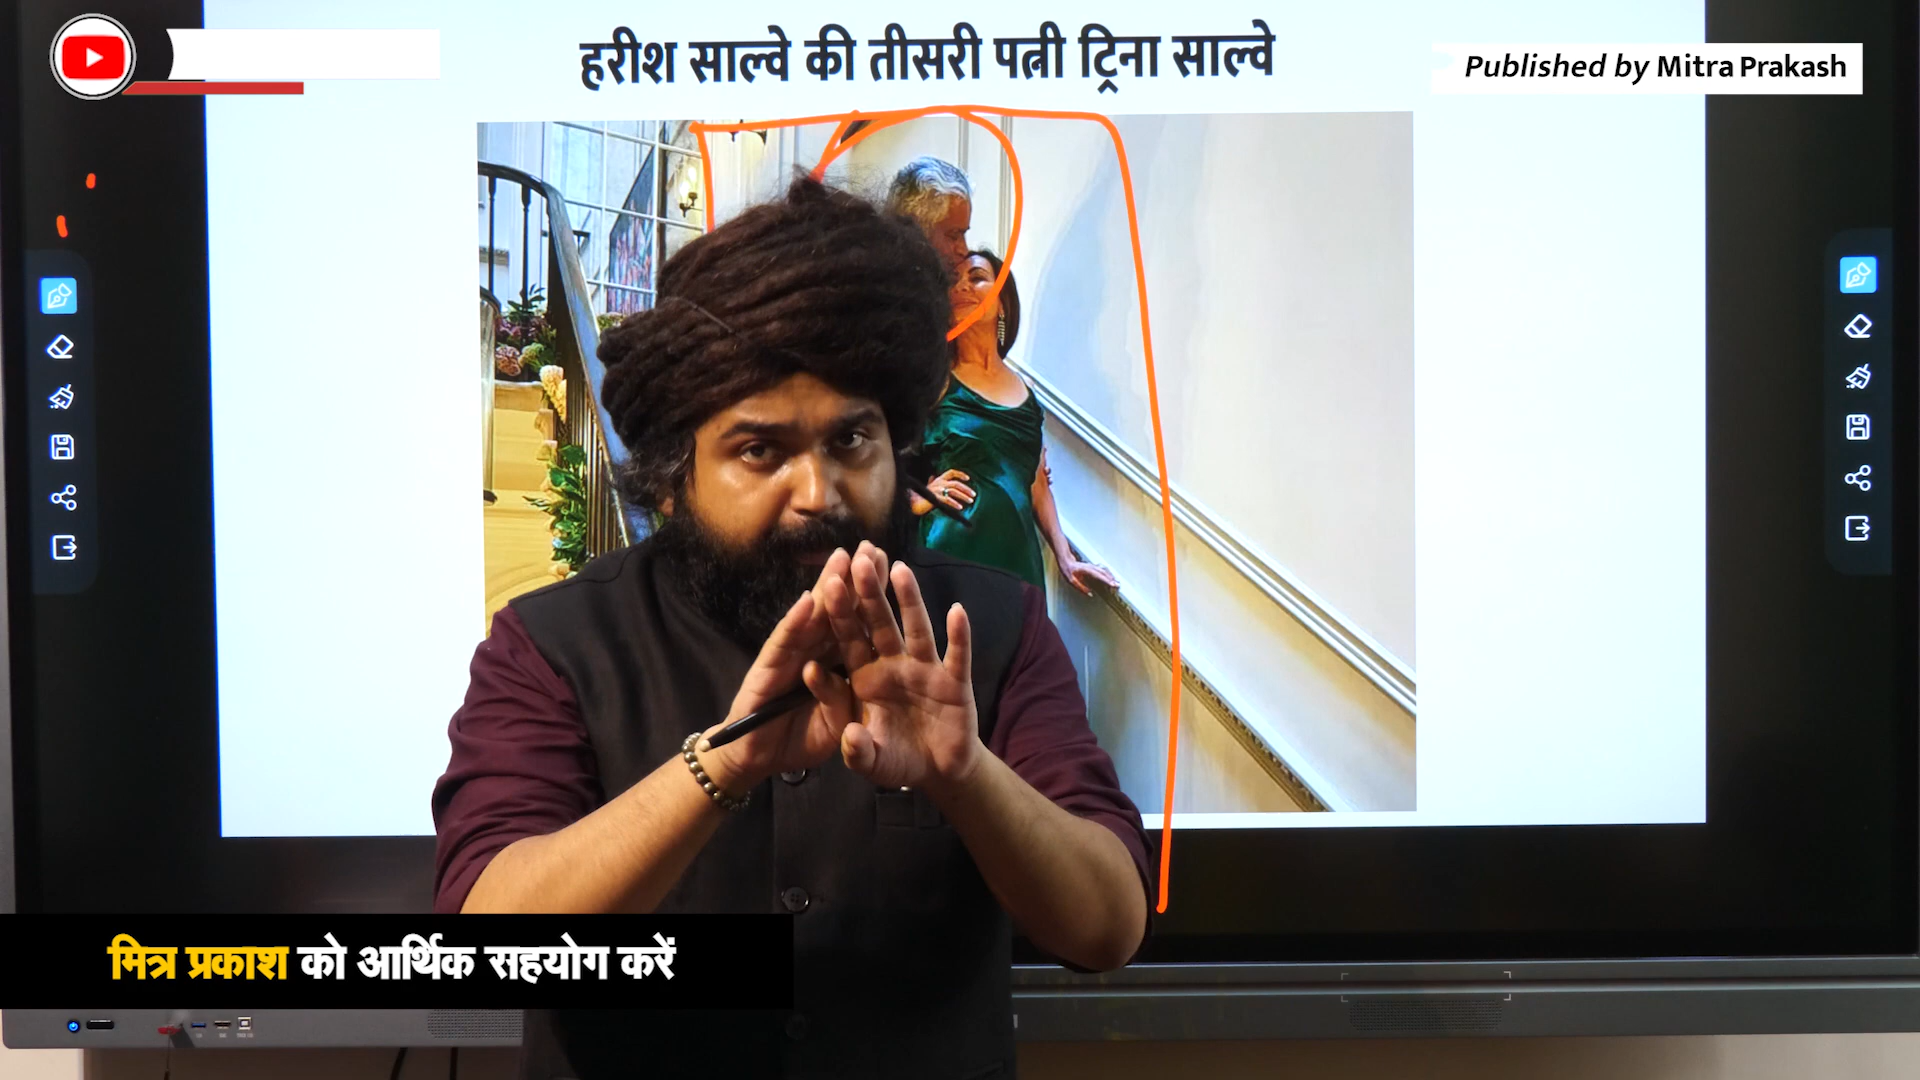 हरीश साल्वे की तीसरी पत्नी ट्रिना साल्वे
Published by Mitra Prakash
मित्र प्रकाश को आर्थिक सहयोग करें